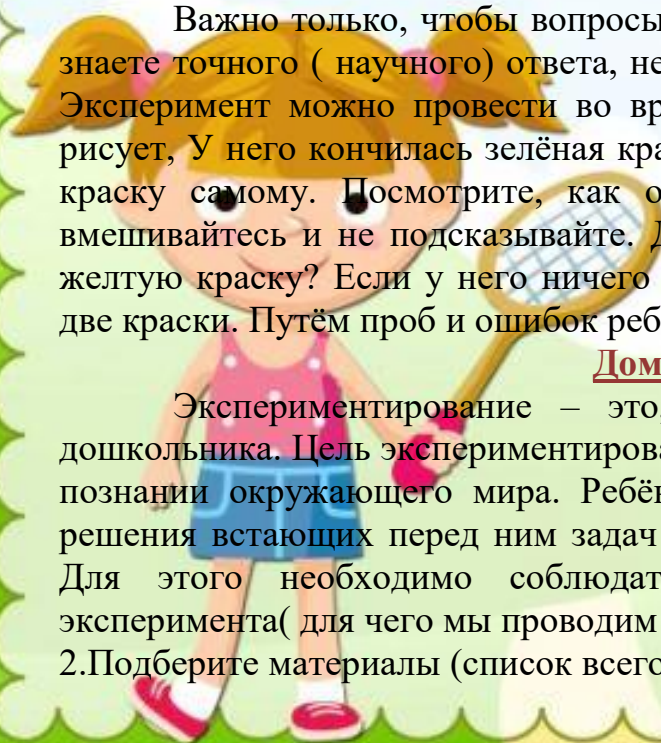 Важно только, чтобы вопросы
знаете точного ( научного) ответа, не
Эксперимент можно провести во вр
рисует, У него кончилась зелёная кра
краску самому. Посмотрите, как о
вмешивайтесь и не подсказывайте. Д
желтую краску? Если у него ничего
две краски. Путём проб и ошибок реб
Дом
Экспериментирование – это,
дошкольника. Цель экспериментирова
познании окружающего мира. Ребён
решения встающих перед ним задач
Для этого необходимо соблюдат
эксперимента( для чего мы проводим
2.Подберите материалы (список всего